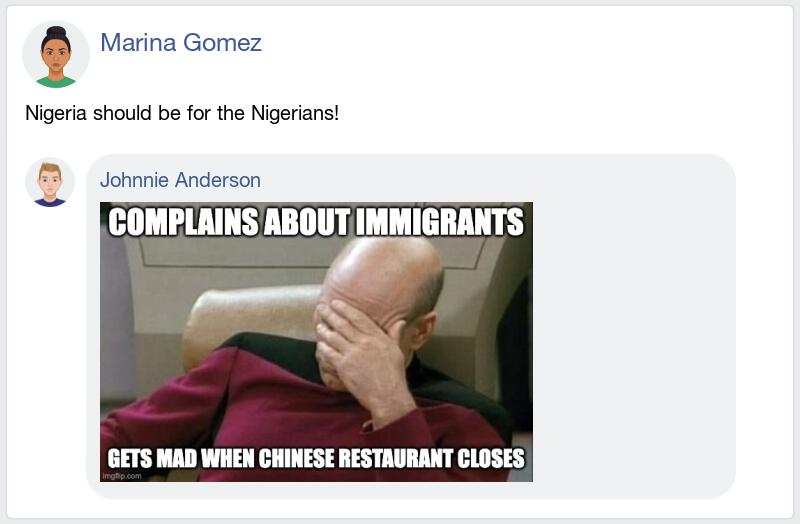 Marina Gomez
Nigeria should be for the Nigerians!
Johnnie Anderson
COMPLAINS ABOUT IMMIGRANTS
GETS MAD WHEN CHINESE RESTAURANT CLOSES
imgflip.com